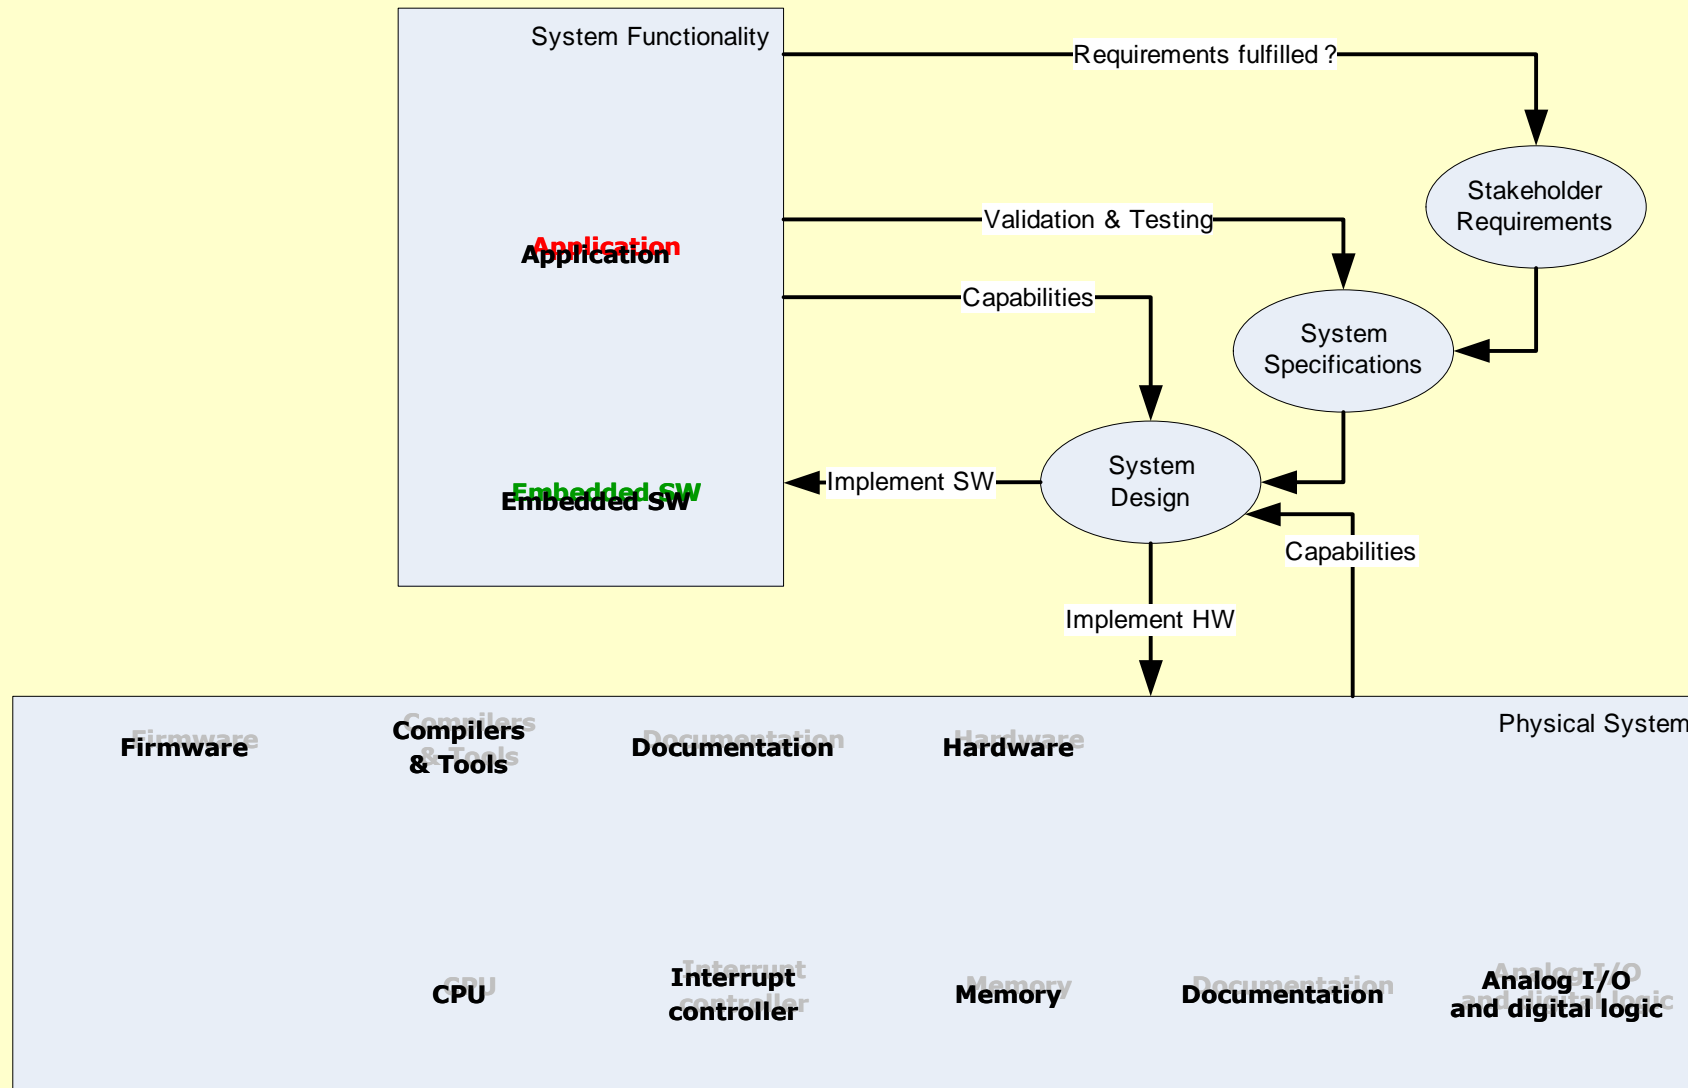 System Functionality
Requirements fulfilled ?
Stakeholder
Requirements
Validation & Testing
Application
Capabilities
System
Specifications
System
Design
Implement SW
Embedded SW
Capabilities
Implement HW
Physical System
Firmware
Compilers
& Tools
Documentation
Hardware
CPU
Interrupt
controller
Memory
Documentation
Analog I/O
and digital logic